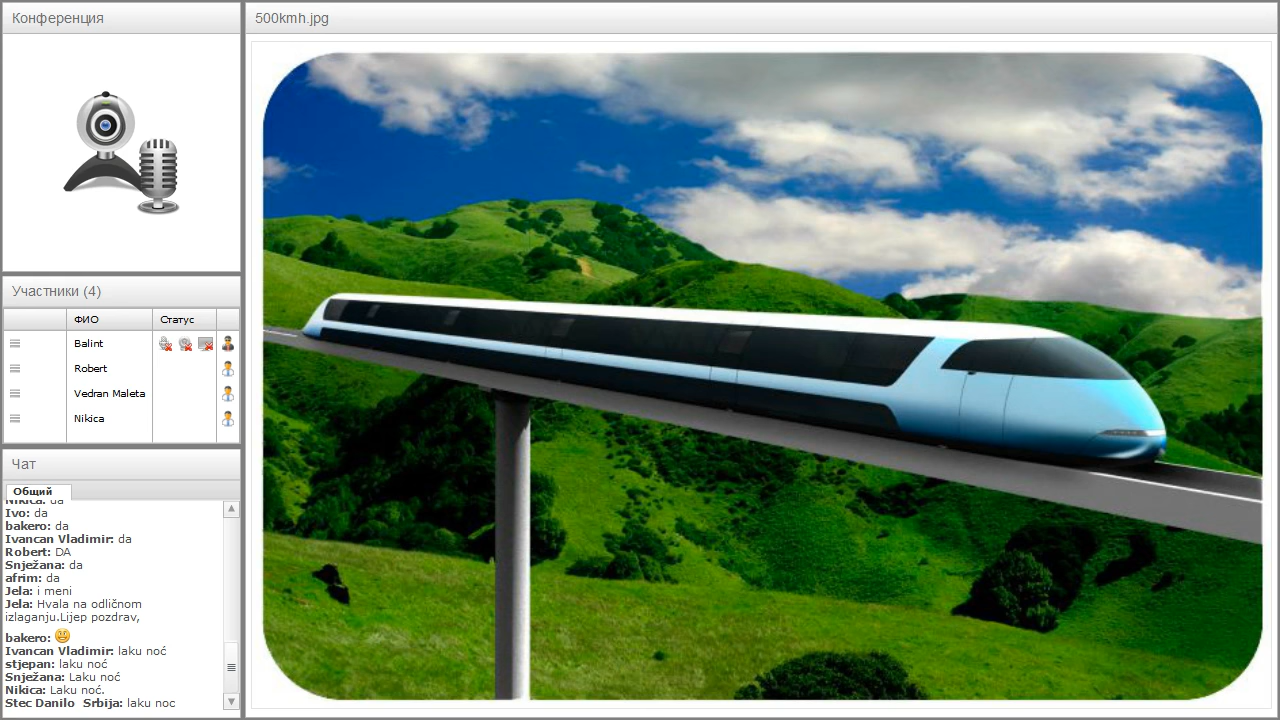 Конференция
500kmh.jpg
Участники (4)
ФИО Статус
Balint
Robert
Vedran Maleta
Nikica
Чат
Общий
Nikica: da
Ivo: da
bakero: da
Ivancan Vladimir: da
Robert: DA
Snježana: da
afrim: da
Jela: i meni
Jela: Hvala na odličnom
izlaganju.Lijep pozdrav,
bakero:
Ivancan Vladimir: laku noć
stjepan: laku noć
Snježana: Laku noć
Nikica: Laku noć.
Stec Danilo Srbija: laku noc